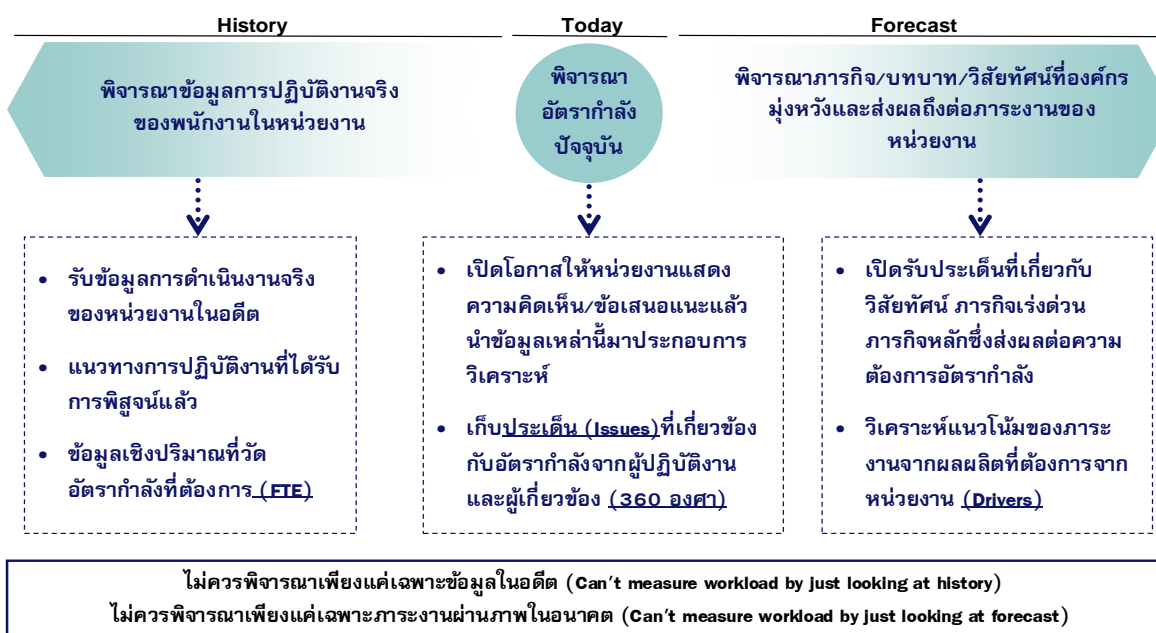 History
Today
Forecast
พิจารณาข้อมูลการปฏิบัติงานจริง
ของพนักงานในหน่วยงาน
พิจารณา
อัตรากำลัง
ปัจจุบัน
พิจารณาภารกิจ/บทบาท/วิสัยทัศน์ที่องค์กร
มุ่งหวังและส่งผลถึงต่อภาระงานของ
หน่วยงาน
• รับข้อมูลการดำเนินงานจริง
ของหน่วยงานในอดีต
• แนวทางการปฏิบัติงานที่ได้รับ
การพิสูจน์แล้ว
• ข้อมูลเชิงปริมาณที่วัด
อัตรากำลังที่ต้องการ (FTE)
• เปิดโอกาสให้หน่วยงานแสดง
ความคิดเห็น/ข้อเสนอแนะแล้ว
นำข้อมูลเหล่านี้มาประกอบการ
วิเคราะห์
• เก็บประเด็น (Issues)ที่เกี่ยวข้อง
กับอัตรากำลังจากผู้ปฏิบัติงาน
และผู้เกี่ยวข้อง (360 องศา)
• เปิดรับประเด็นที่เกี่ยวกับ
วิสัยทัศน์ ภารกิจเร่งด่วน
ภารกิจหลักซึ่งส่งผลต่อความ
ต้องการอัตรากำลัง
• วิเคราะห์แนวโน้มของภาระ
งานจากผลผลิตที่ต้องการจาก
หน่วยงาน (Drivers)
ไม่ควรพิจารณาเพียงแค่เฉพาะข้อมูลในอดีต (Can't measure workload by just looking at history)
ไม่ควรพิจารณาเพียงแค่เฉพาะภาระงานผ่านภาพในอนาคต (Can't measure workload by just looking at forecast)